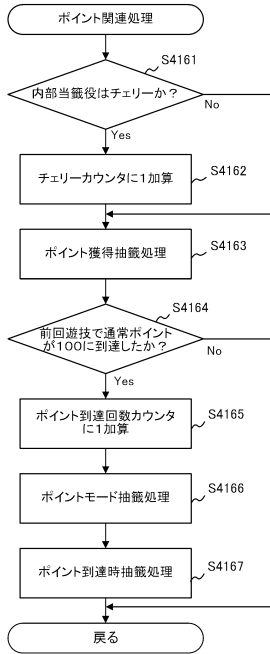 ポイント関連処理
S4161
内部当籤役はチェリーか？
No
Yes
S4162
チェリーカウンタに1加算
S4163
ポイント獲得抽籤処理
S4164
前回遊技で通常ポイント
が100に到達したか？
No
Yes
S4165
ポイント到達回数カウンタ
に1加算
S4166
ポイントモード抽籤処理
S4167
ポイント到達時抽籤処理
戻る